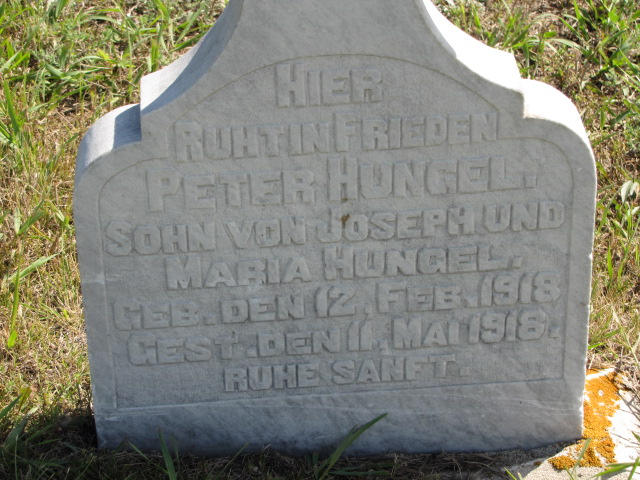 HIER
RUHT IN FRIEDEN
PETER HUNGEL.
SOHN VON JOSEPH UND
MARIA HUNGEL.
GEB. DEN 12. FEB. 1918
GEST. DEN 11. MAI 1918.
RUHE SANFT.